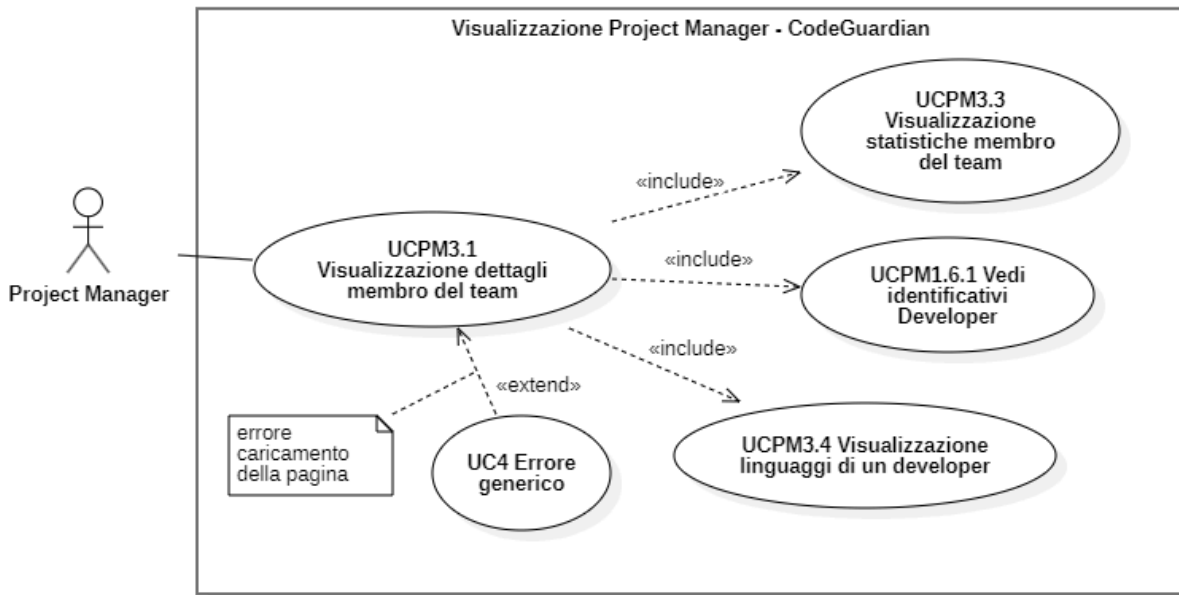 Visualizzazione Project Manager - CodeGuardian
UCPM3.3
Visualizzazione
statistiche membro
del team
«include»
UCPM3.1
Visualizzazione dettagli
membro del team
«include»
UCPM1.6.1 Vedi
identificativi
Developer
Project Manager
«include»
«extend»
errore
caricamento
della pagina
UC4 Errore
generico
UCPM3.4 Visualizzazione
linguaggi di un developer